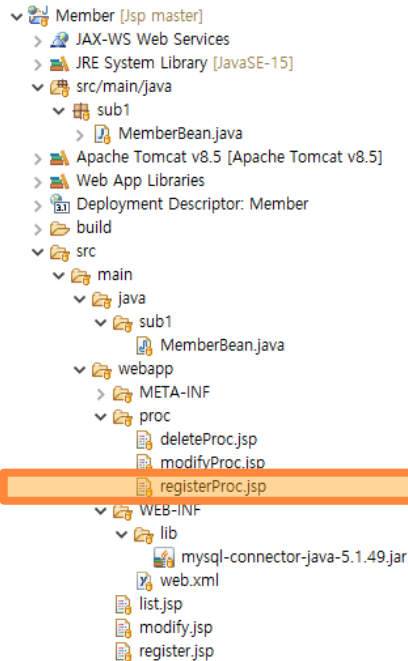 Member [Jsp master]
JAX-WS Web Services
JRE System Library [JavaSE-15]
src/main/java
sub1
MemberBean.java
Apache Tomcat v8.5 [Apache Tomcat v8.5]
Web App Libraries
3.1 Deployment Descriptor: Member
build
src
main
java
sub1
MemberBean.java
webapp
META-INF
proc
deleteProc.jsp
modifyProc.jsp
registerProc.jsp
WEB-INF
lib
mysql-connector-java-5.1.49.jar
web.xml
list.jsp
modify.jsp
register.jsp